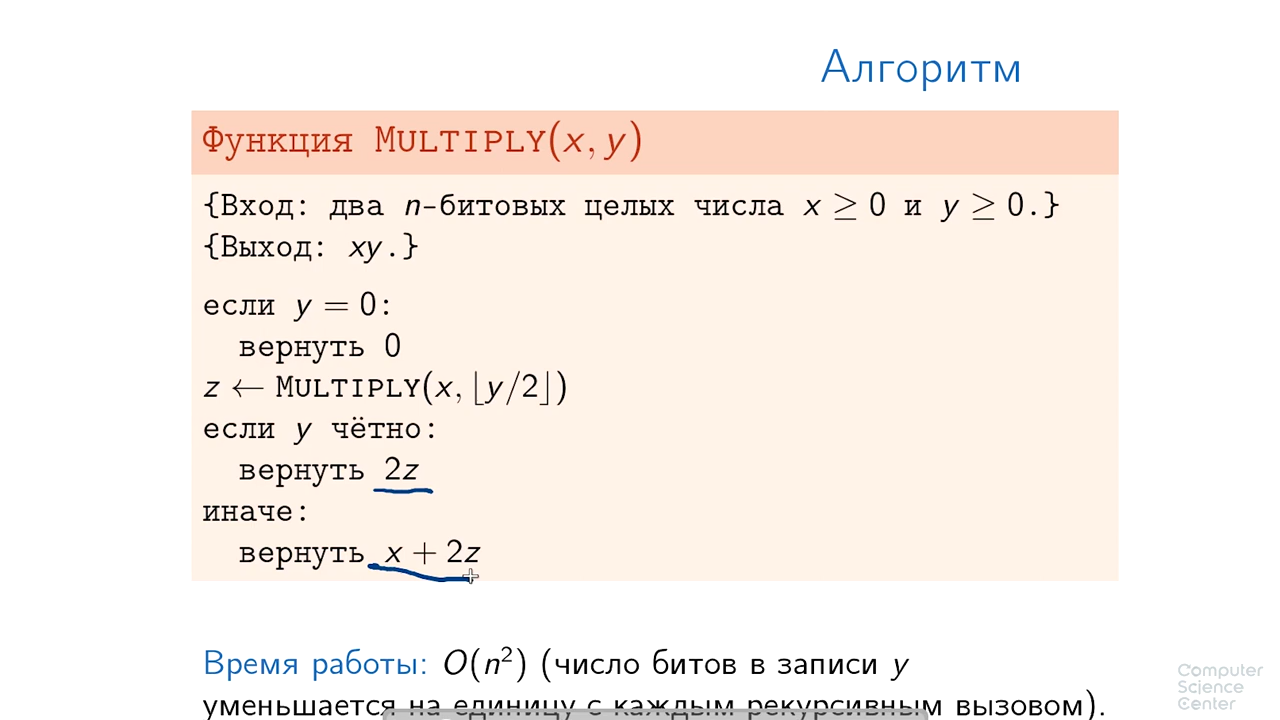 Алгоритм
Функция MULTIPLY(x, y)
{Вход: два n-битовых целых числа x ≥ 0 и y ≥ 0.}
{Выход: xy.}
если y = 0:
вернуть 0
z ← MULTIPLY(x, ⌊y/2⌋)
если y чётно:
вернуть 2z
иначе:
вернуть x + 2z
Время работы: O(n²) (число битов в записи y
уменьшается на единицу с каждым рекурсивным вызовом).
Computer
Science
Center